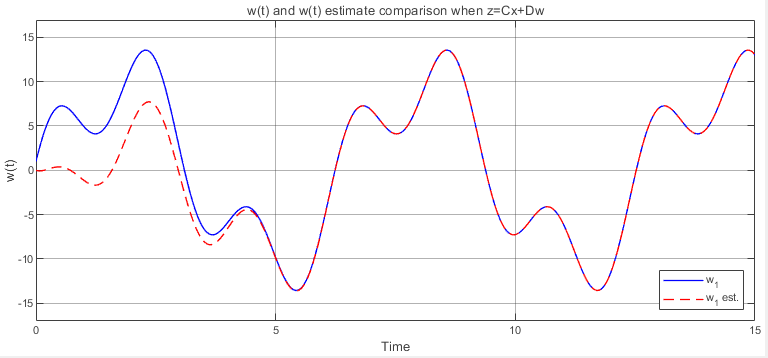 w(t) and w(t) estimate comparison when z=Cx+Dw
w(t)
15
10
5
0
-5
-10
-15
0
5
10
15
Time
w1
w1 est.